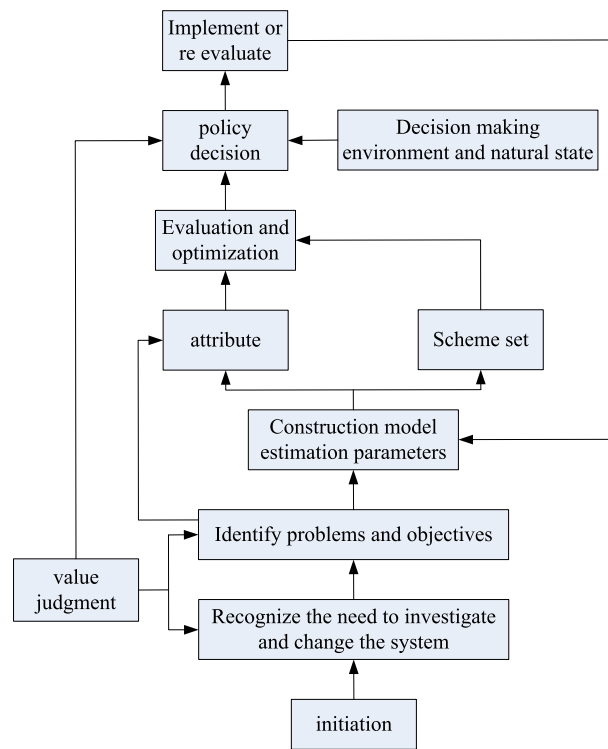 Implement or
re evaluate
policy
decision
Decision making
environment and natural state
Evaluation and
optimization
attribute
Scheme set
Construction model
estimation parameters
Identify problems and objectives
value
judgment
Recognize the need to investigate
and change the system
initiation